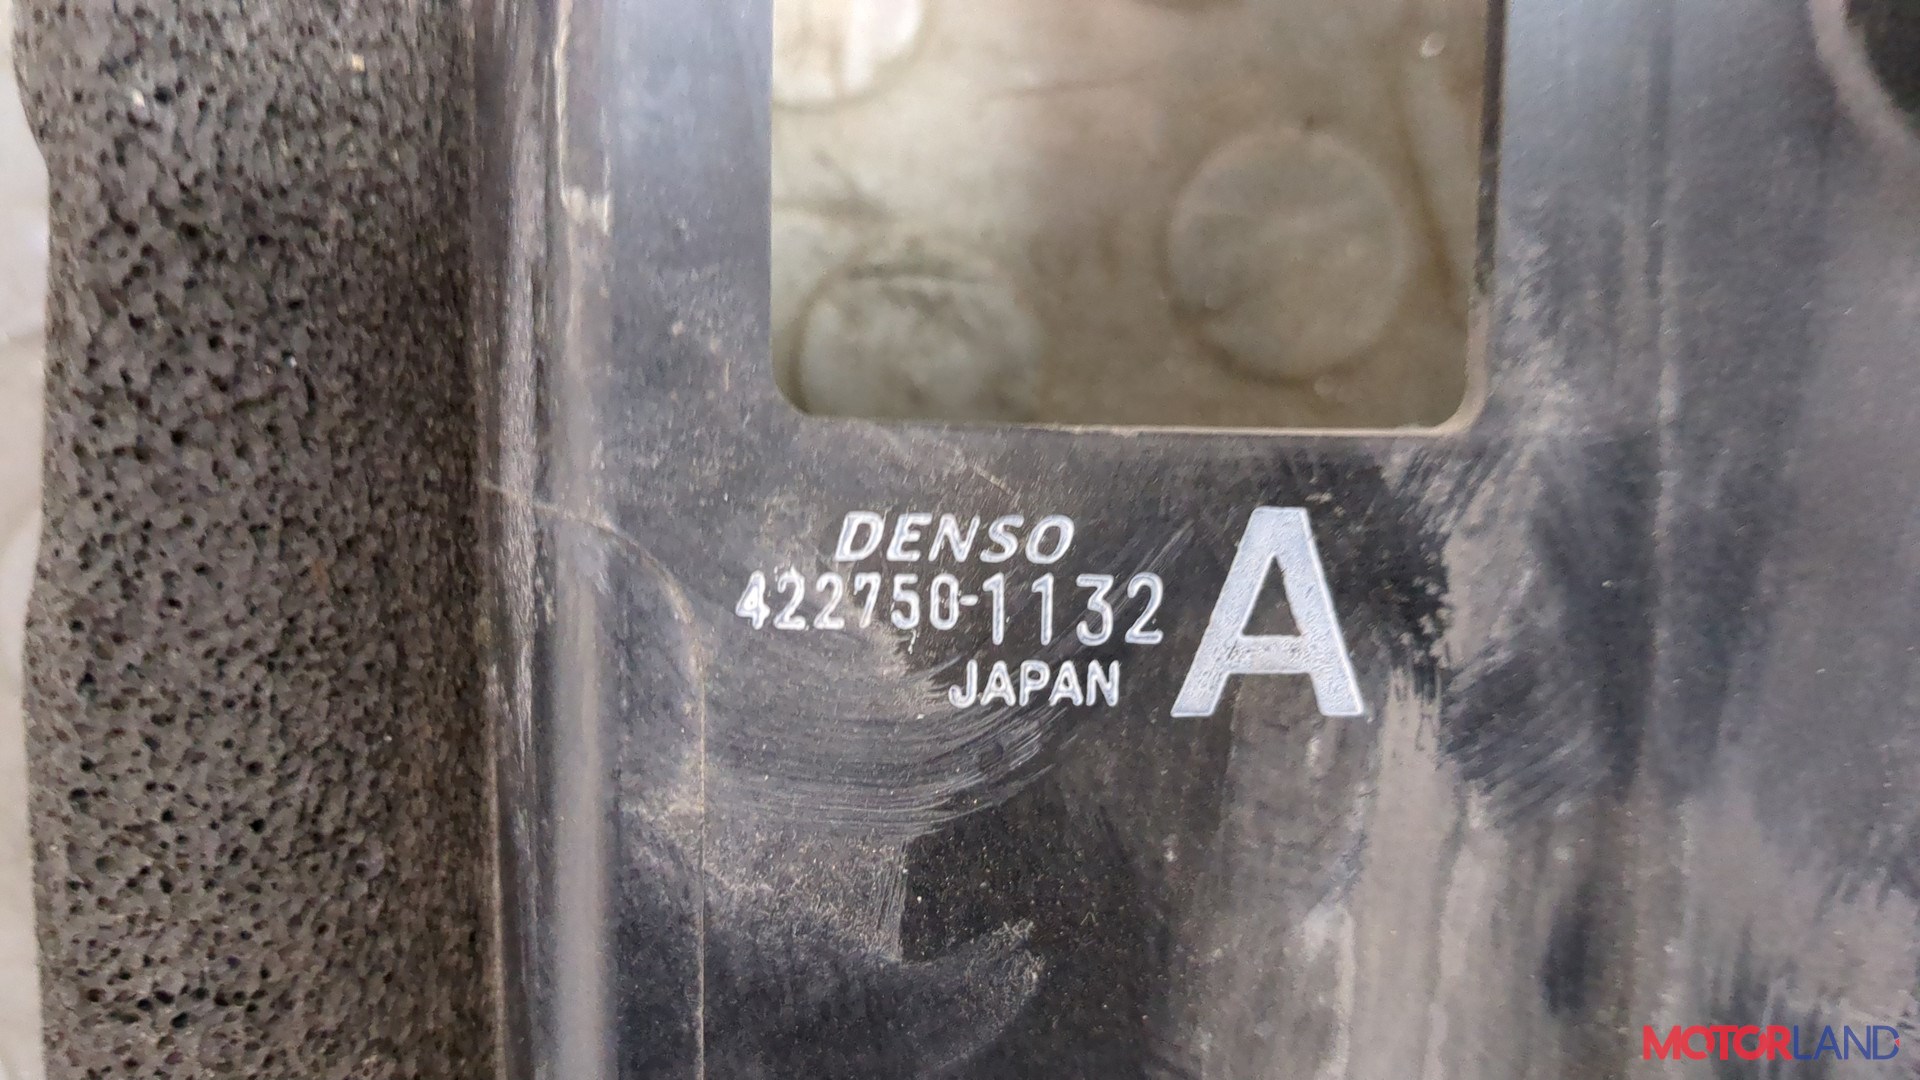 DENSO
422750-1132
JAPAN
A
MOTORLAND